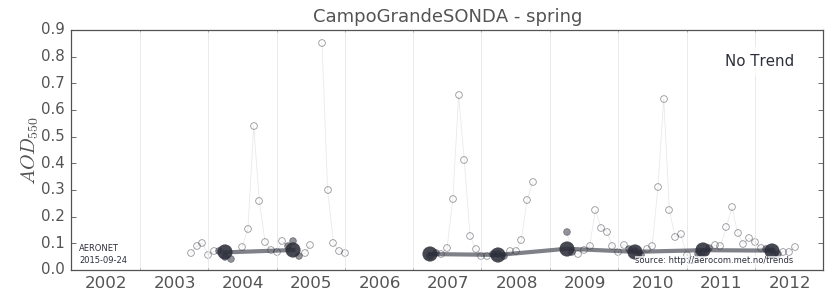 CampoGrandeSONDA - spring
No Trend
0.9
0.8
0.7
0.6
0.5
0.4
0.3
0.2
0.1
0.0
AOD550
AERONET
2015-09-24
source: http://aerocom.met.no/trends
2002 2003 2004 2005 2006 2007 2008 2009 2010 2011 2012